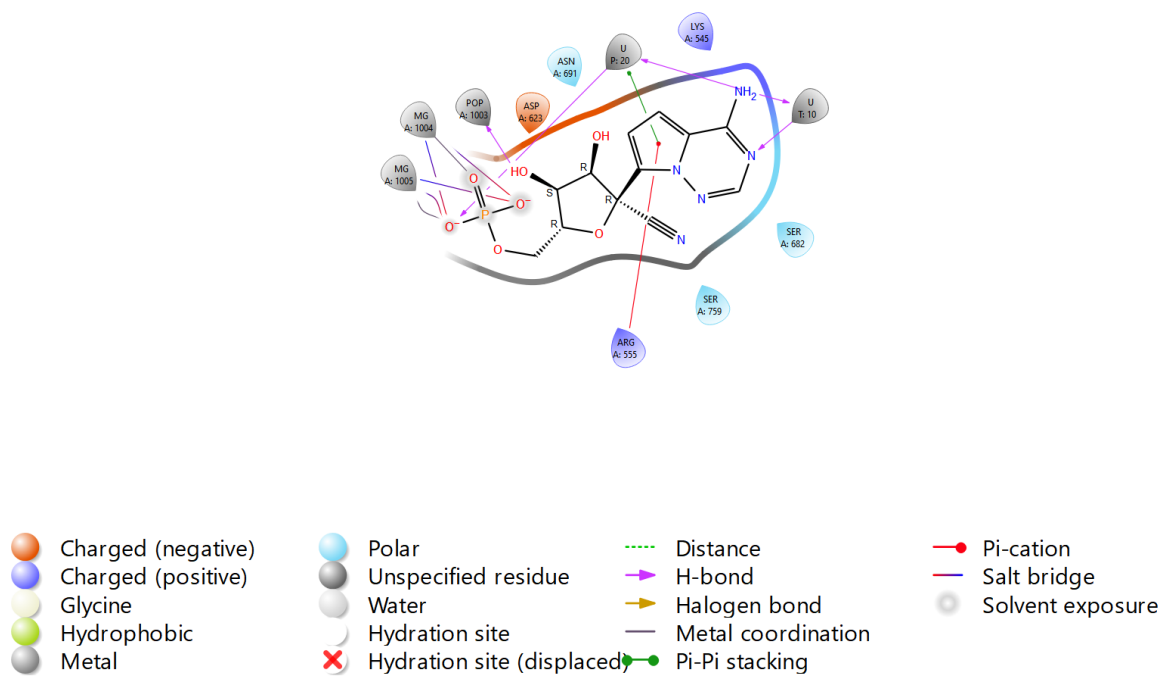 LYS
A: 545
U
P: 20
ASN
A: 691
NH2
U
T: 10
POP
A: 1003
ASP
A: 623
MG
A: 1004
OH
N
MG
A: 1005
O
HO
R
N
S
R
N
O⁻
P
O⁻
R
O
N
SER
A: 682
O
SER
A: 759
ARG
A: 555
Charged (negative)
Charged (positive)
Glycine
Hydrophobic
Metal
Polar
Unspecified residue
Water
Hydration site
Hydration site (displaced)
Distance
H-bond
Halogen bond
Metal coordination
Pi-Pi stacking
Pi-cation
Salt bridge
Solvent exposure